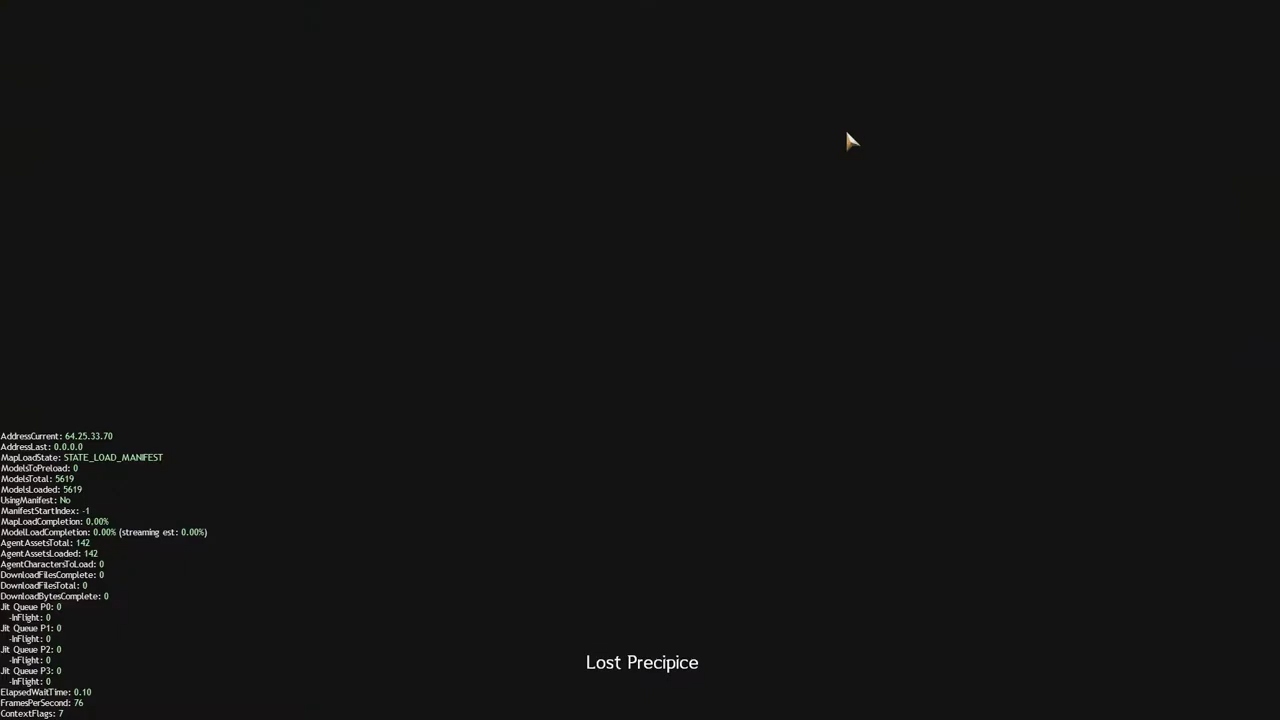 AddressCurrent: 64.25.33.70
AddressLast: 0.0.0.0
MapLoadState: STATE_LOAD_MANIFEST
ModelsToPreload: 0
ModelsTotal: 5619
ModelsLoaded: 5619
UsingManifest: No
ManifestStartIndex: -1
MapLoadCompletion: 0.00%
ModelLoadCompletion: 0.00% (streaming est: 0.00%)
AgentAssetsTotal: 142
AgentAssetsLoaded: 142
AgentCharactersToLoad: 0
DownloadFilesComplete: 0
DownloadFilesTotal: 0
DownloadBytesComplete: 0
Jit Queue P0: 0
-InFlight: 0
Jit Queue P1: 0
-InFlight: 0
Jit Queue P2: 0
-InFlight: 0
Jit Queue P3: 0
-InFlight: 0
ElapsedWaitTime: 0.10
FramesPerSecond: 76
ContextFlags: 7
Lost Precipice